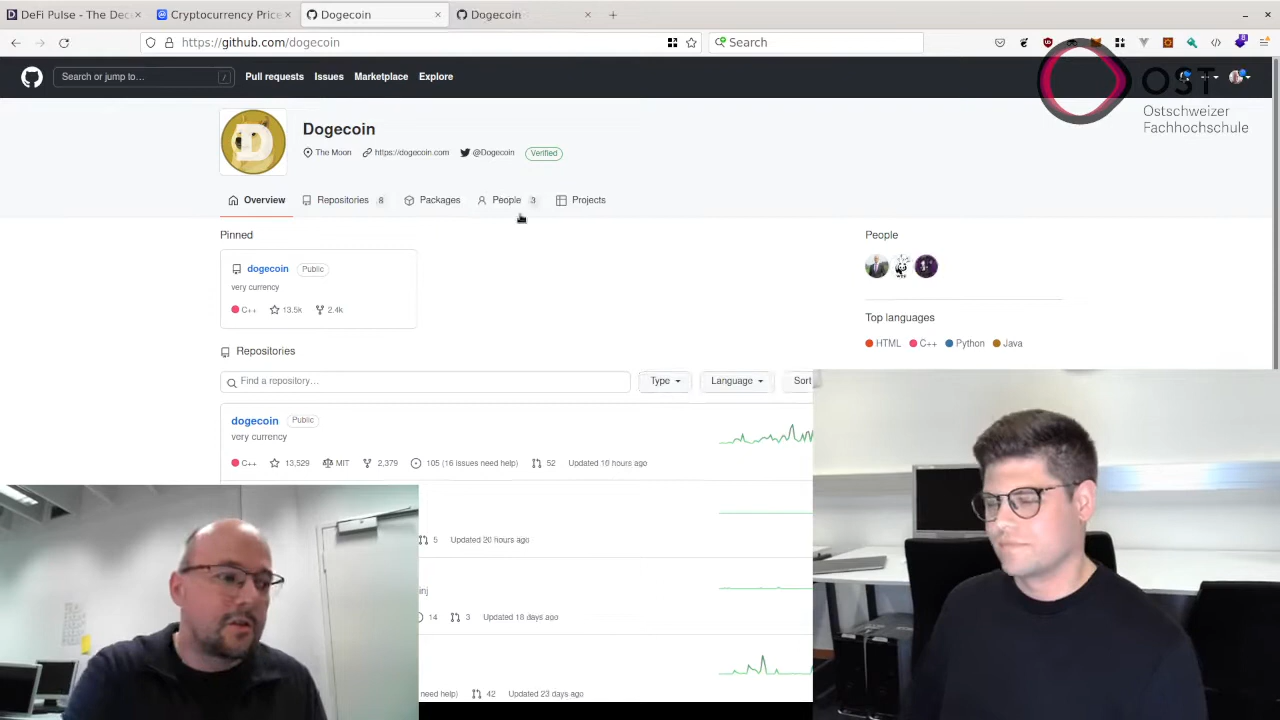 DeFi Pulse - The Dec
Cryptocurrency Price
Dogecoin
Dogecoin
https://github.com/dogecoin
Search
Search or jump to…
/
Pull requests
Issues
Marketplace
Explore
OST
Ostschweizer
Fachhochschule
Dogecoin
The Moon
https://dogecoin.com
@Dogecoin
Verified
Overview
Repositories 8
Packages
People 3
Projects
Pinned
People
dogecoin Public
very currency
C++ 13.5k 2.4k
Top languages
HTML C++ Python Java
Repositories
Find a repository…
Type
Language
Sort
dogecoin Public
very currency
C++ 13,529 MIT 2,379 105 (16 issues need help) 52 Updated 10 hours ago
5 Updated 20 hours ago
inj
14 3 Updated 18 days ago
need help) 42 Updated 23 days ago